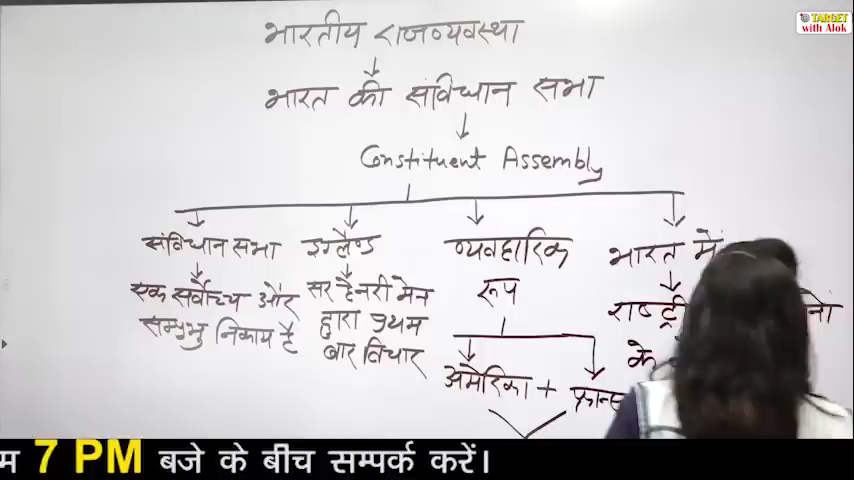 TARGET
with Alok
भारतीय राजव्यवस्था
भारत की संविधान सभा
Constituent Assembly
संविधान सभा
एक सर्वोच्च और
सम्प्रभु निकाय है
इंग्लैण्ड
सर हेनरी मेन
द्वारा प्रथम
बार विचार
व्यवहारिक
रूप
अमेरिका + फ्रान्स
भारत में
राष्ट्री
के
म 7 PM बजे के बीच सम्पर्क करें।